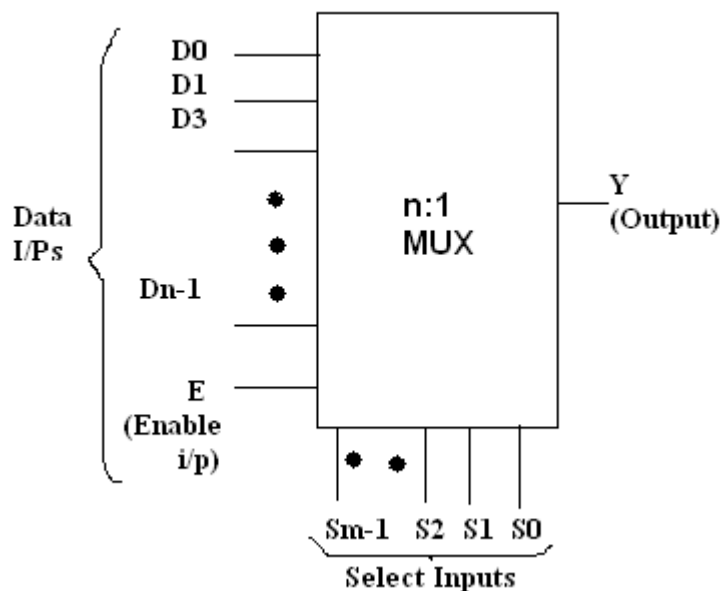 D0
D1
D3
Data
I/Ps
Dn-1
E
(Enable
i/p)
n:1
MUX
Y
(Output)
Sm-1 S2 S1 S0
Select Inputs